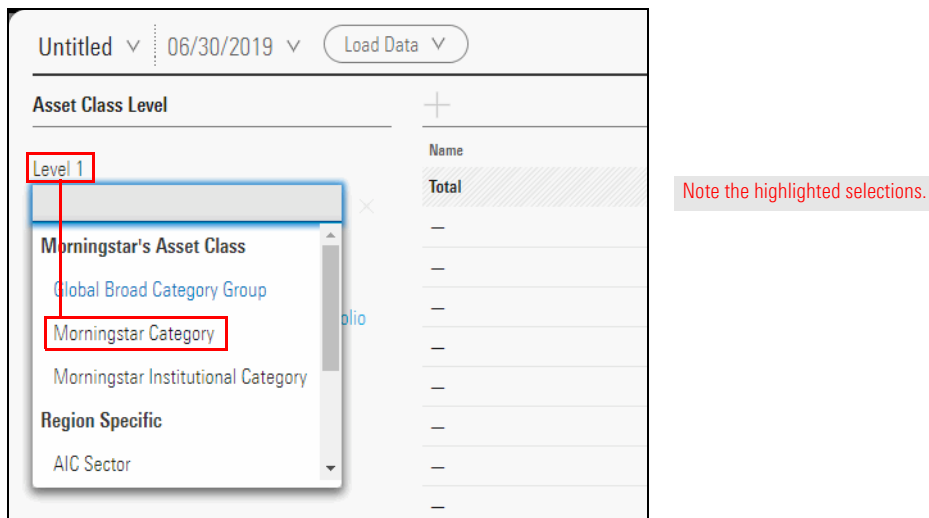 Untitled 06/30/2019 Load Data
Asset Class Level
Level 1
Morningstar's Asset Class
Global Broad Category Group
Morningstar Category
Morningstar Institutional Category
Region Specific
AIC Sector
olio
Name
Total
—
—
—
—
—
—
—
—
Note the highlighted selections.